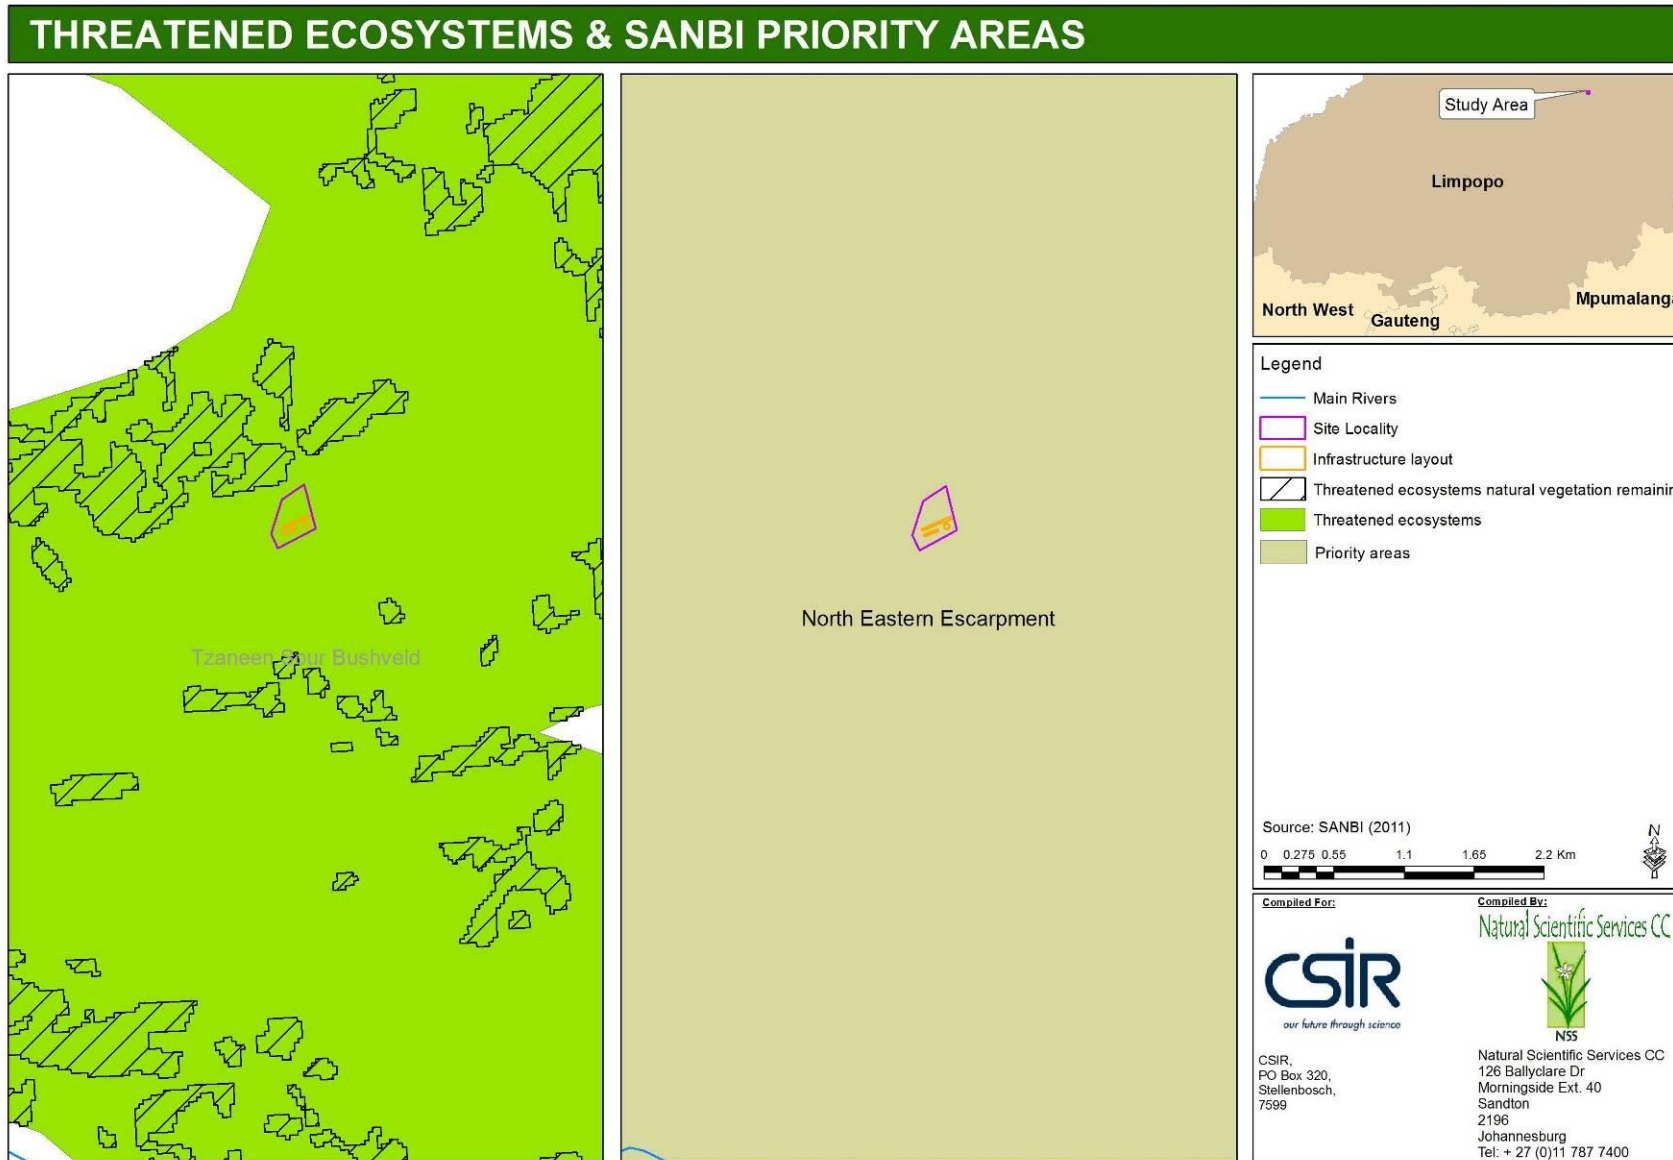 THREATENED ECOSYSTEMS & SANBI PRIORITY AREAS
Tzaneen Sour Bushveld
North Eastern Escarpment
Study Area
Limpopo
North West
Gauteng
Mpumalanga
Legend
Main Rivers
Site Locality
Infrastructure layout
Threatened ecosystems natural vegetation remainin
Threatened ecosystems
Priority areas
Source: SANBI (2011)
N
0 0.275 0.55 1.1 1.65 2.2 Km
Compiled For:
CSIR
our future through science
CSIR,
PO Box 320,
Stellenbosch,
7599
Compiled By:
Natural Scientific Services CC
NSS
Natural Scientific Services CC
126 Ballyclare Dr
Morningside Ext. 40
Sandton
2196
Johannesburg
Tel: + 27 (0)11 787 7400